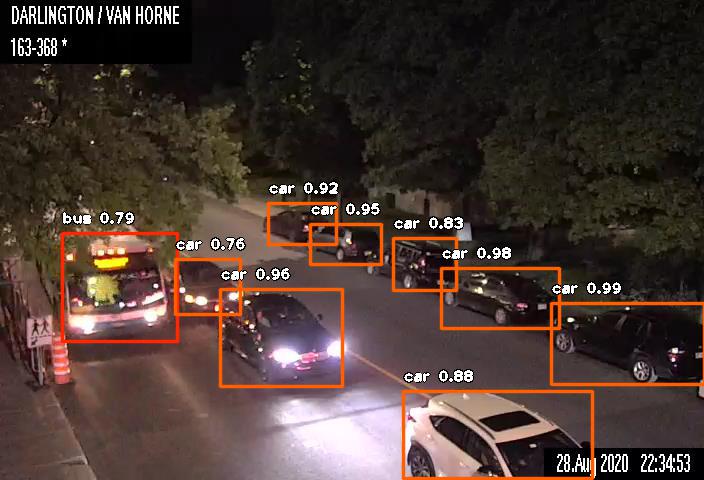 DARLINGTON / VAN HORNE
163-368 *
car 0.92
car 0.95
bus 0.79
car 0.83
car 0.76
car 0.98
car 0.96
car 0.99
car 0.88
28.Aug 2020 22:34:53